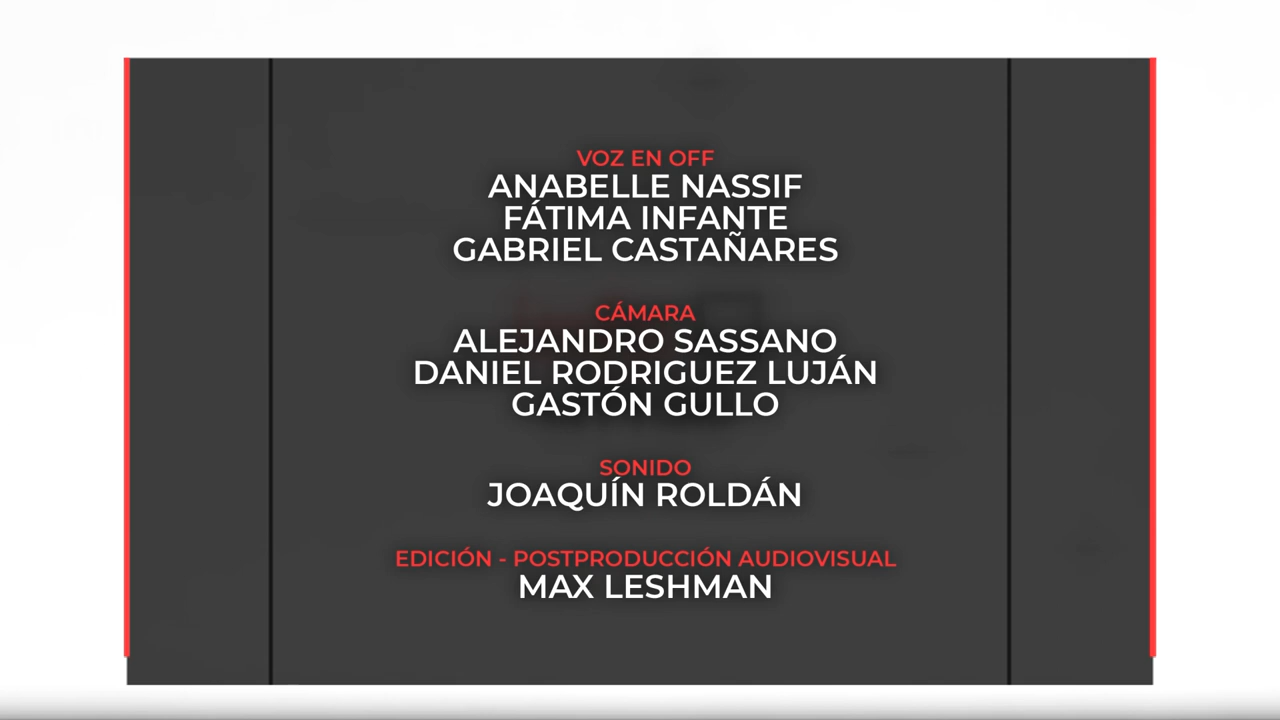 VOZ EN OFF
ANABELLE NASSIF
FÁTIMA INFANTE
GABRIEL CASTAÑARES
CÁMARA
ALEJANDRO SASSANO
DANIEL RODRIGUEZ LUJÁN
GASTÓN GULLO
SONIDO
JOAQUÍN ROLDÁN
EDICIÓN - POSTPRODUCCIÓN AUDIOVISUAL
MAX LESHMAN